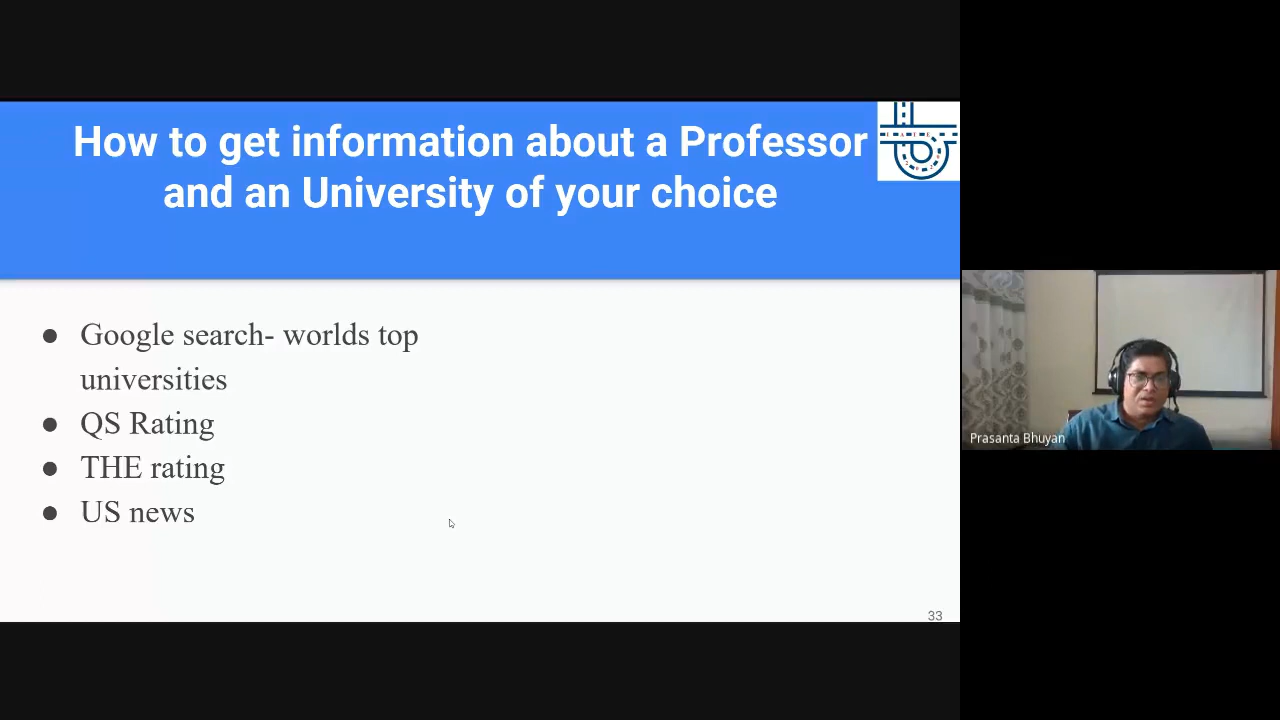 How to get information about a Professor
and an University of your choice
Google search- worlds top
universities
QS Rating
THE rating
US news
33
Prasanta Bhuyan